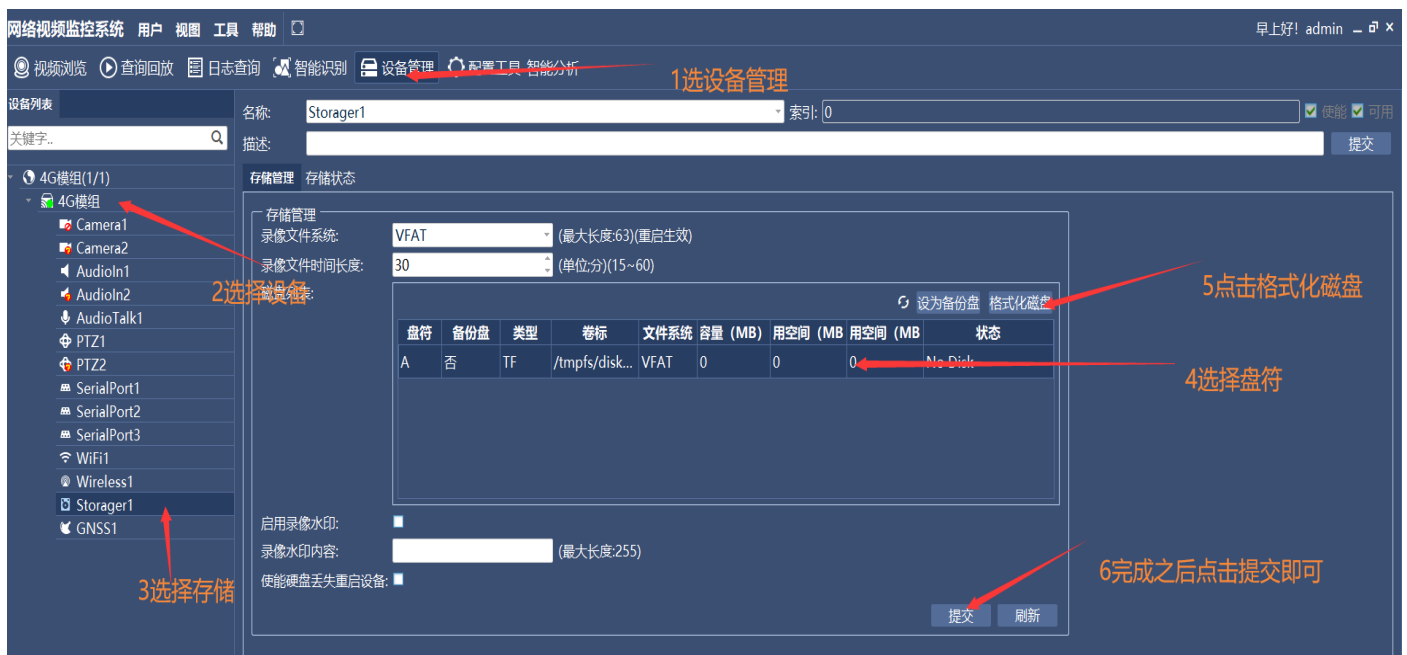 网络视频监控系统 用户 视图 工具 帮助 早上好! admin
视频浏览 查询回放 日志查询 智能识别 设备管理 配置工具 智能分析
1选设备管理
设备列表
名称: Storager1 索引: 0 使能 可用
关键字..
描述: 提交
4G模组(1/1)
存储管理 存储状态
4G模组
Camera1
Camera2
AudioIn1
AudioIn2
AudioTalk1
PTZ1
PTZ2
SerialPort1
SerialPort2
SerialPort3
WiFi1
Wireless1
Storager1
GNSS1
2选择设备
3选择存储
存储管理
录像文件系统: VFAT (最大长度:63)(重启生效)
录像文件时间长度: 30 (单位:分)(15~60)
磁盘列表:
设为备份盘 格式化磁盘
5点击格式化磁盘
盘符 备份盘 类型 卷标 文件系统 容量（MB） 用空间（MB 用空间（MB 状态
A 否 TF /tmpfs/disk... VFAT 0 0 0 No Disk
4选择盘符
启用录像水印:
录像水印内容: (最大长度:255)
使能硬盘丢失重启设备:
6完成之后点击提交即可
提交 刷新